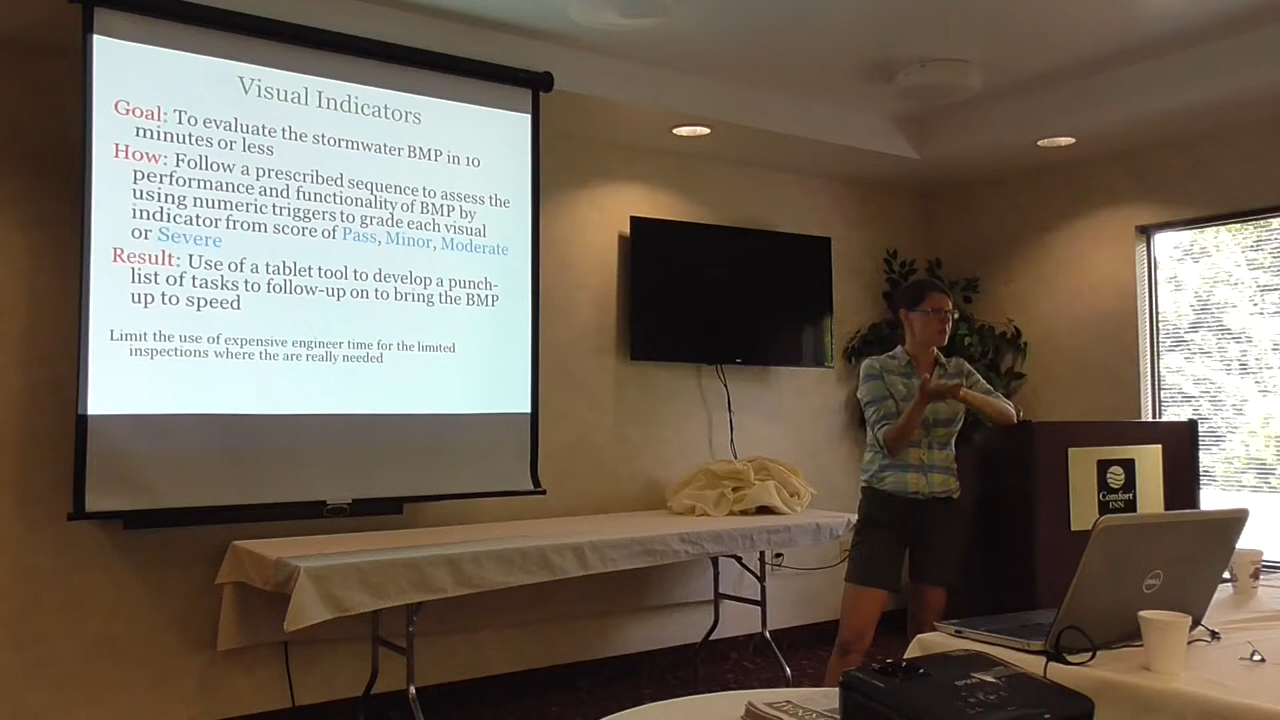 Visual Indicators
Goal: To evaluate the stormwater BMP in 10
minutes or less
How: Follow a prescribed sequence to assess the
performance and functionality of BMP by
using numeric triggers to grade each visual
indicator from score of Pass, Minor, Moderate
or Severe
Result: Use of a tablet tool to develop a punch-
list of tasks to follow-up on to bring the BMP
up to speed
Limit the use of expensive engineer time for the limited
inspections where the are really needed
Comfort
INN
DELL
EPSON